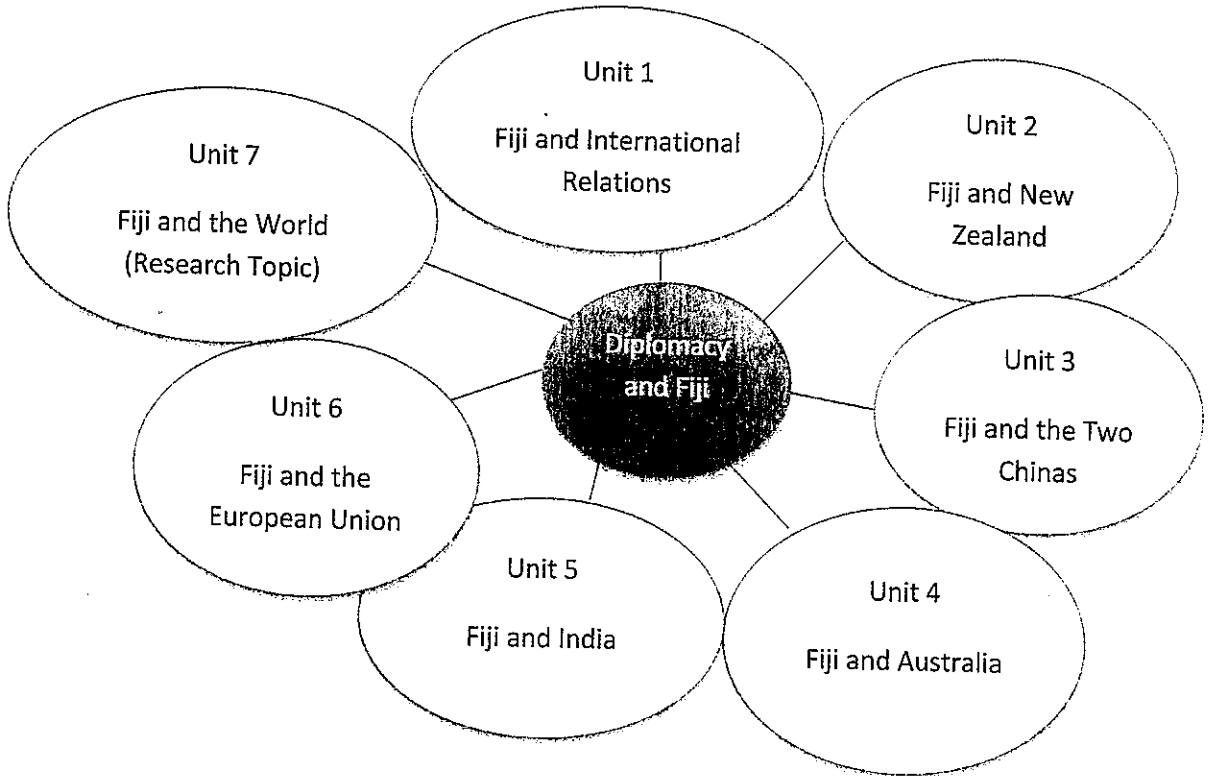 Unit 1
Fiji and International
Relations
Unit 2
Fiji and New
Zealand
Unit 3
Fiji and the Two
Chinas
Unit 4
Fiji and Australia
Unit 5
Fiji and India
Unit 6
Fiji and the
European Union
Unit 7
Fiji and the World
(Research Topic)
Diplomacy
and Fiji